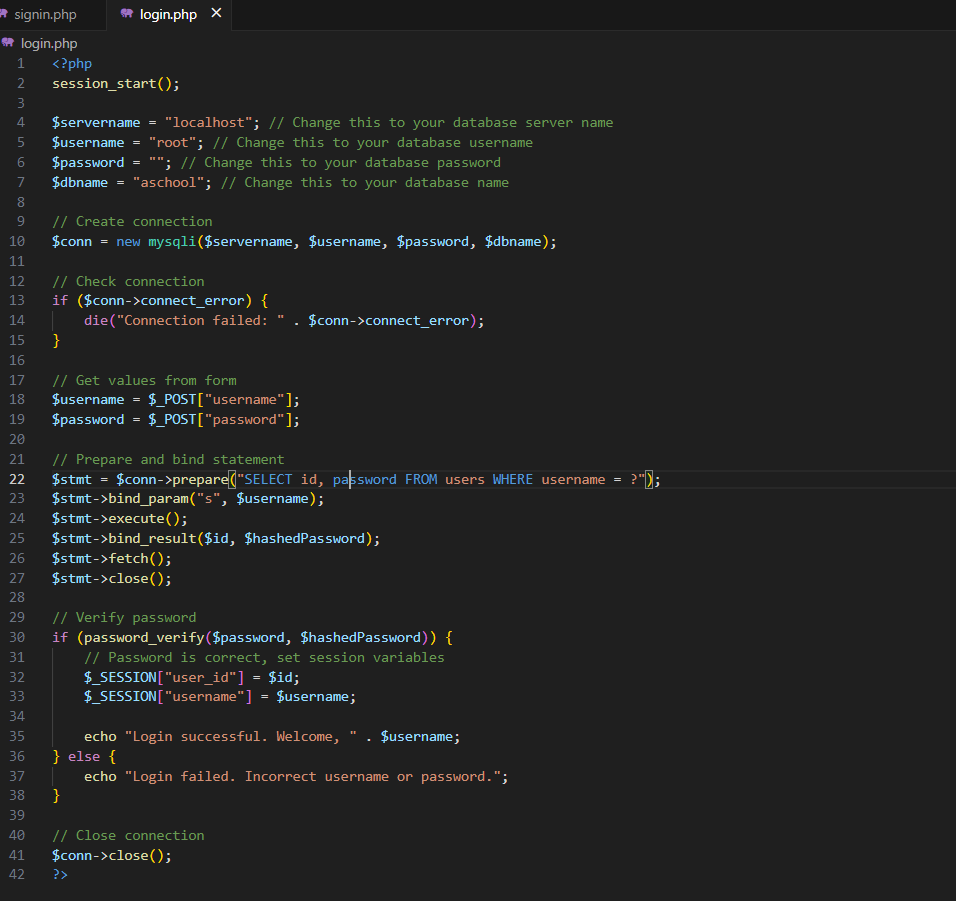 signin.php
login.php ×
login.php
1 <?php
2 session_start();
3
4 $servername = "localhost"; // Change this to your database server name
5 $username = "root"; // Change this to your database username
6 $password = ""; // Change this to your database password
7 $dbname = "aschool"; // Change this to your database name
8
9 // Create connection
10 $conn = new mysqli($servername, $username, $password, $dbname);
11
12 // Check connection
13 if ($conn->connect_error) {
14     die("Connection failed: " . $conn->connect_error);
15 }
16
17 // Get values from form
18 $username = $_POST["username"];
19 $password = $_POST["password"];
20
21 // Prepare and bind statement
22 $stmt = $conn->prepare("SELECT id, password FROM users WHERE username = ?");
23 $stmt->bind_param("s", $username);
24 $stmt->execute();
25 $stmt->bind_result($id, $hashedPassword);
26 $stmt->fetch();
27 $stmt->close();
28
29 // Verify password
30 if (password_verify($password, $hashedPassword)) {
31     // Password is correct, set session variables
32     $_SESSION["user_id"] = $id;
33     $_SESSION["username"] = $username;
34
35     echo "Login successful. Welcome, " . $username;
36 } else {
37     echo "Login failed. Incorrect username or password.";
38 }
39
40 // Close connection
41 $conn->close();
42 ?>